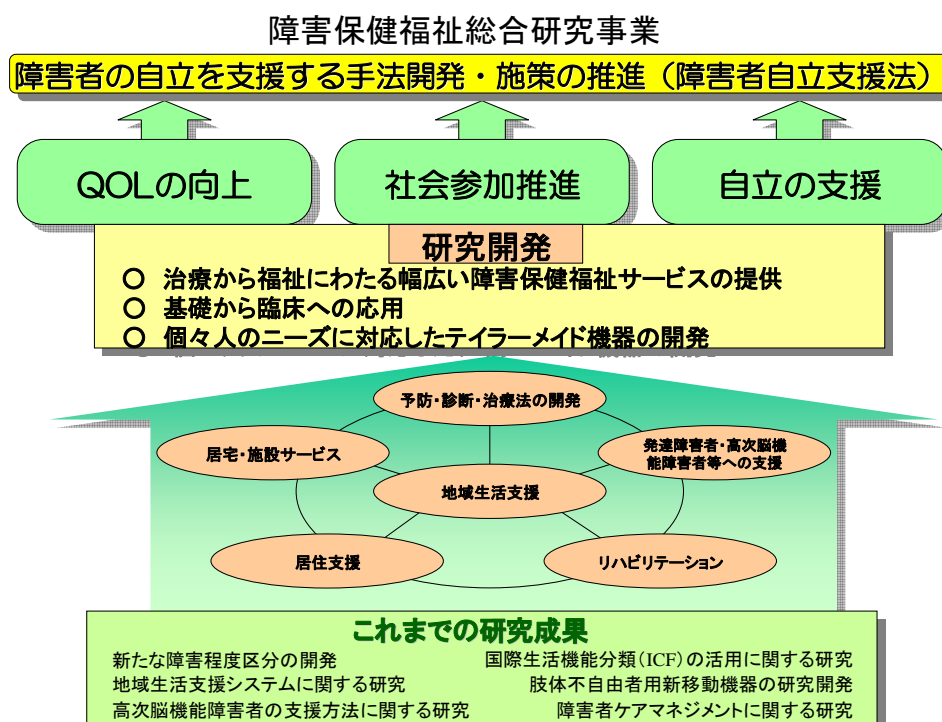 障害保健福祉総合研究事業
障害者の自立を支援する手法開発・施策の推進（障害者自立支援法）
QOLの向上
社会参加推進
自立の支援
研究開発
○ 治療から福祉にわたる幅広い障害保健福祉サービスの提供
○ 基礎から臨床への応用
○ 個々人のニーズに対応したテイラーメイド機器の開発
予防・診断・治療法の開発
居宅・施設サービス
発達障害者・高次脳機
能障害者等への支援
地域生活支援
居住支援
リハビリテーション
これまでの研究成果
新たな障害程度区分の開発
国際生活機能分類（ICF）の活用に関する研究
地域生活支援システムに関する研究
肢体不自由者用新移動機器の研究開発
高次脳機能障害者の支援方法に関する研究
障害者ケアマネジメントに関する研究